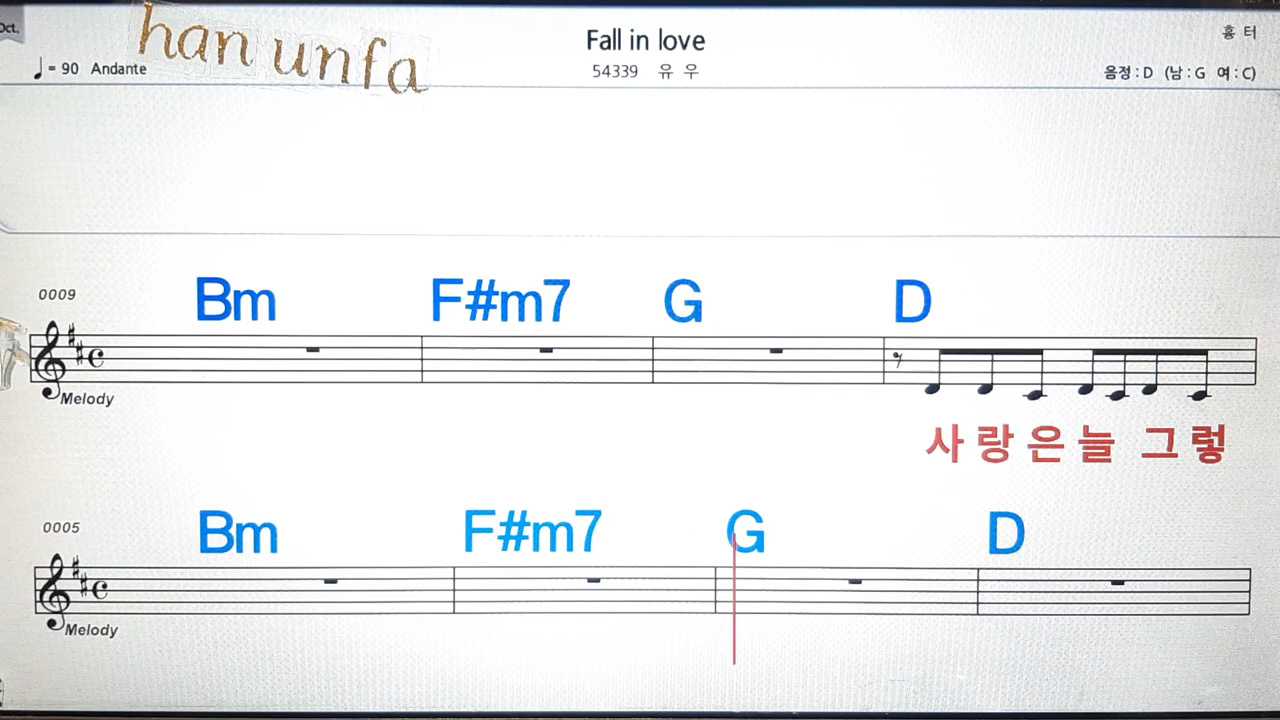 Oct.
han unfa
Fall in love
흥 터
= 90 Andante
54339 유 우
음정 : D (남 : G 여 : C)
0009
Bm F#m7 G D
Melody
사 랑 은 늘 그 렇
0005
Bm F#m7 G D
Melody